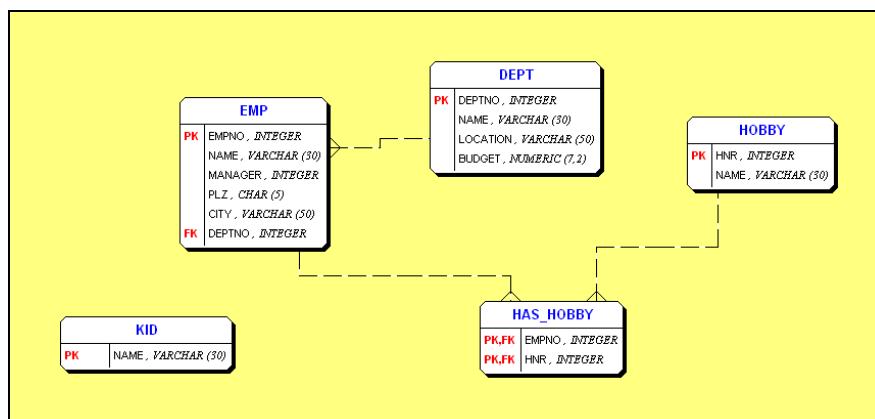 DEPT
PK DEPTNO , INTEGER
NAME , VARCHAR (30)
LOCATION , VARCHAR (50)
BUDGET , NUMERIC (7,2)
EMP
PK EMPNO , INTEGER
NAME , VARCHAR (30)
MANAGER , INTEGER
PLZ , CHAR (5)
CITY , VARCHAR (50)
FK DEPTNO , INTEGER
HOBBY
PK HNR , INTEGER
NAME , VARCHAR (30)
HAS_HOBBY
PK,FK EMPNO , INTEGER
PK,FK HNR , INTEGER
KID
PK NAME , VARCHAR (30)